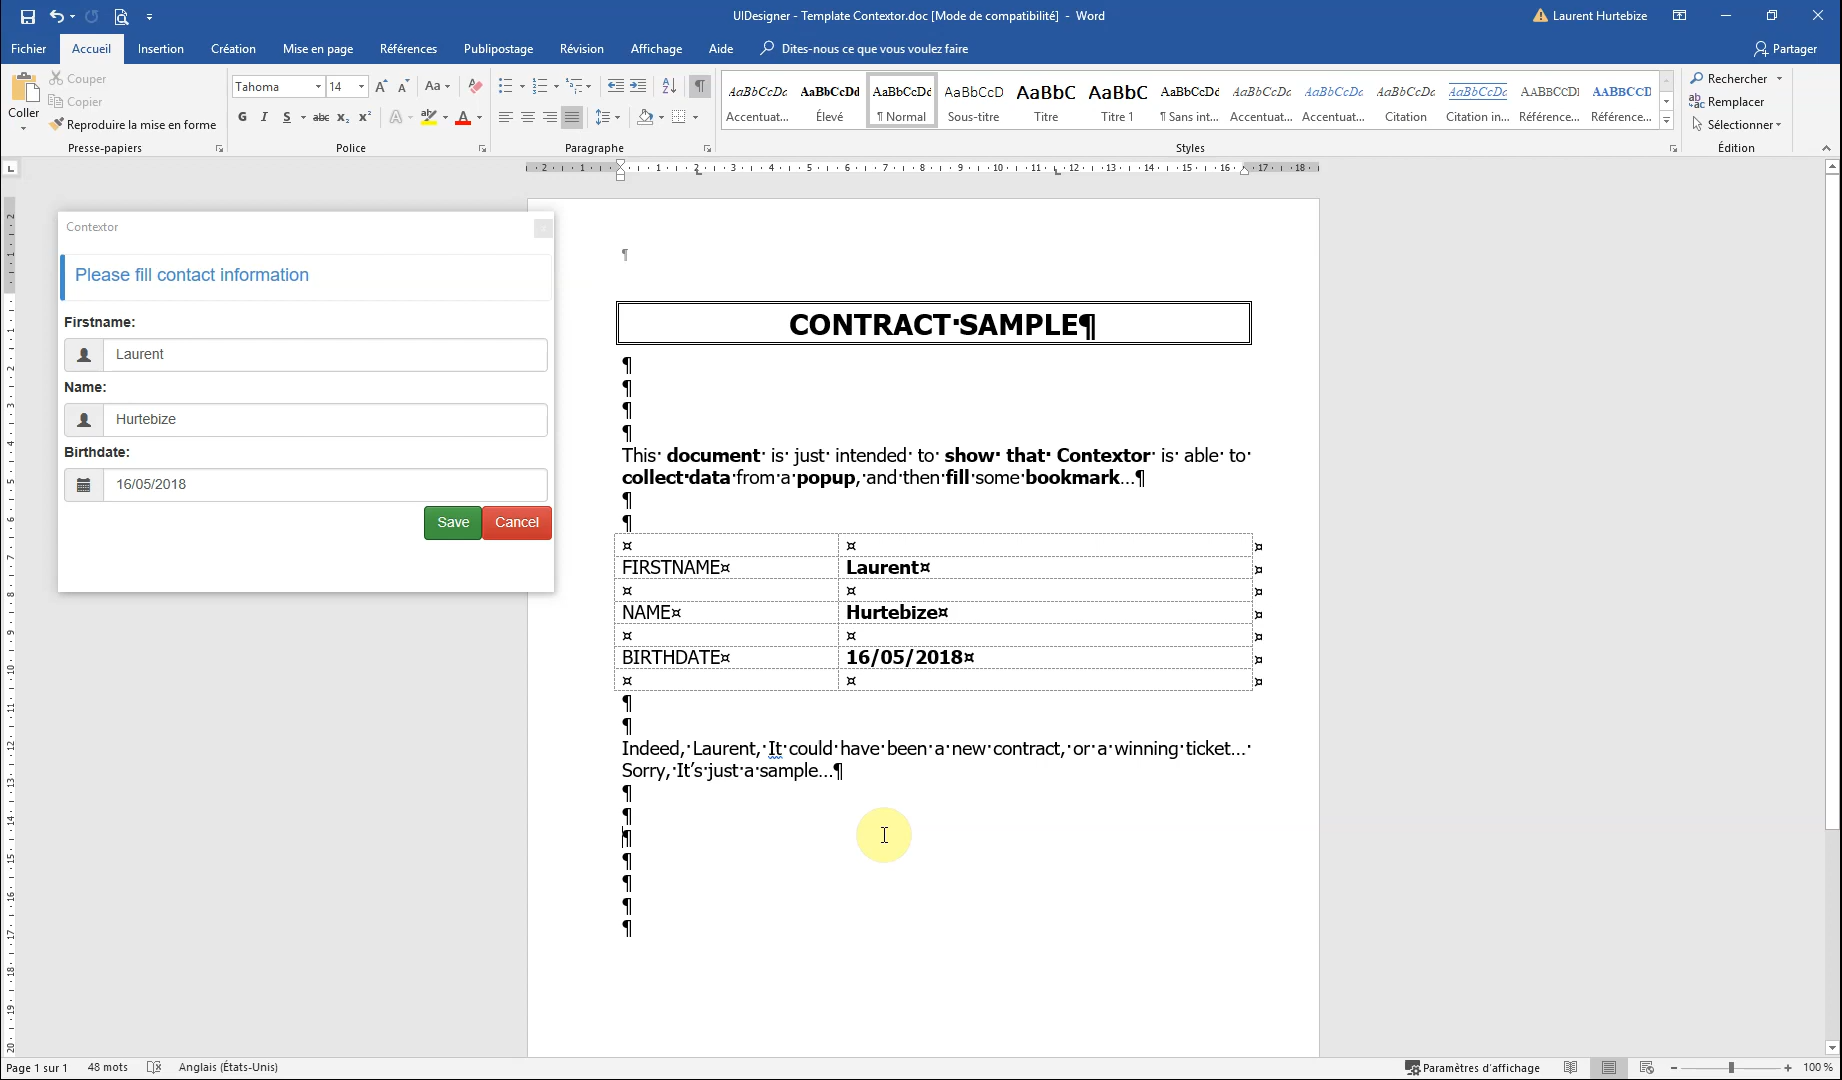 UIDesigner - Template Contextor.doc [Mode de compatibilité] - Word
Laurent Hurtebize
Fichier Accueil Insertion Création Mise en page Références Publipostage Révision Affichage Aide Dites-nous ce que vous voulez faire Partager
Coller
Couper
Copier
Reproduire la mise en forme
Presse-papiers
Tahoma 14
Police
Paragraphe
AaBbCcDc AaBbCcDd AaBbCcDc AaBbCcD AaBbC AaBbC AaBbCcDc AaBbCcDc AaBbCcDc AaBbCcDc AaBbCcDc AABBCCDI AABBCCD
Accentuat... Élevé ¶ Normal Sous-titre Titre Titre 1 ¶ Sans int... Accentuat... Accentuat... Citation Citation in... Référence... Référence...
Styles
Rechercher
Remplacer
Sélectionner
Édition
Contextor
Please fill contact information
Firstname:
Laurent
Name:
Hurtebize
Birthdate:
16/05/2018
Save Cancel
CONTRACT·SAMPLE¶
This· document· is· just· intended· to· show· that· Contextor· is· able· to·
collect·data·from·a·popup,·and·then·fill·some·bookmark...¶
FIRSTNAME¤ Laurent¤
NAME¤ Hurtebize¤
BIRTHDATE¤ 16/05/2018¤
Indeed,·Laurent,·It·could·have·been·a·new·contract,·or·a·winning·ticket...·
Sorry,·It's·just·a·sample...¶
Page 1 sur 1 48 mots Anglais (États-Unis) Paramètres d'affichage 100 %